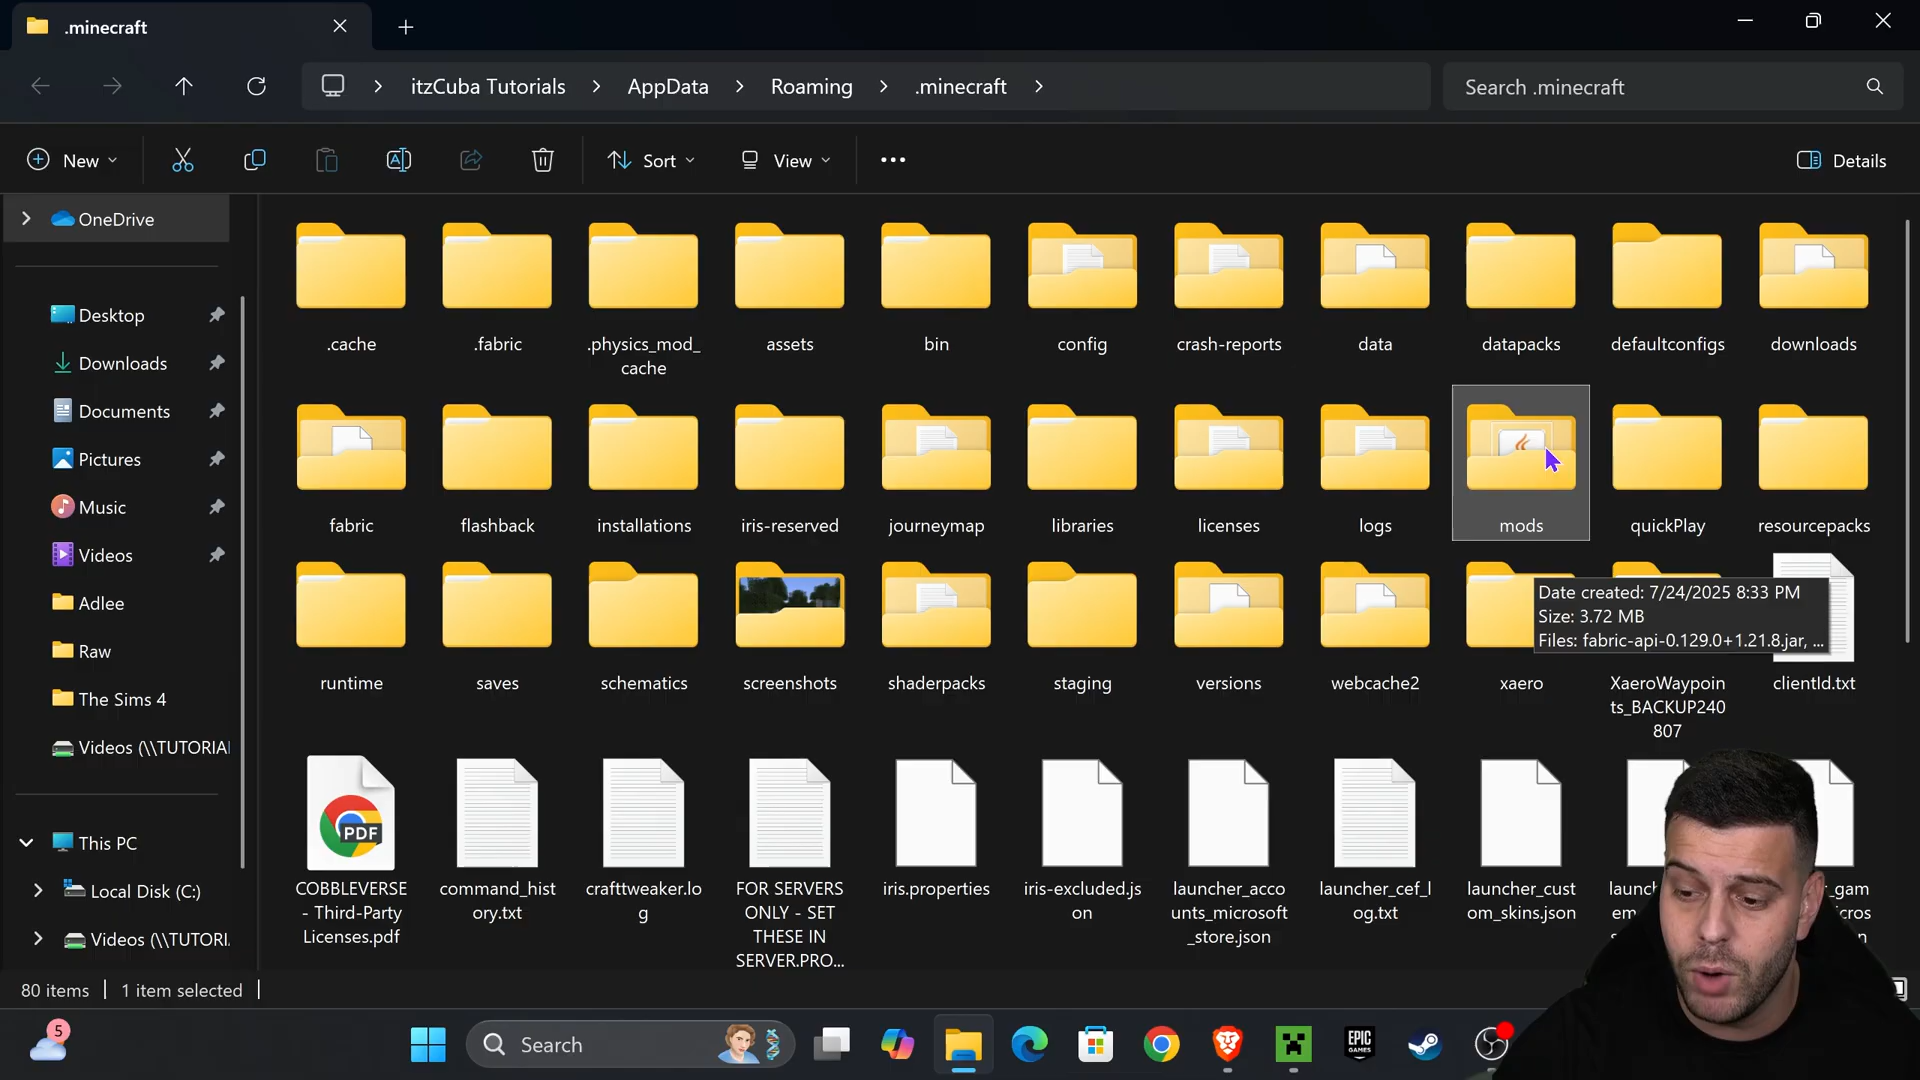 .minecraft
itzCuba Tutorials
AppData
Roaming
.minecraft
Search .minecraft
New
Sort
View
Details
OneDrive
Desktop
Downloads
Documents
Pictures
Music
Videos
Adlee
Raw
The Sims 4
Videos (\\TUTORIA
This PC
Local Disk (C:)
Videos (\\TUTORI
.cache
.fabric
.physics_mod_
cache
assets
bin
config
crash-reports
data
datapacks
defaultconfigs
downloads
fabric
flashback
installations
iris-reserved
journeymap
libraries
licenses
logs
mods
quickPlay
resourcepacks
Date created: 7/24/2025 8:33 PM
Size: 3.72 MB
Files: fabric-api-0.129.0+1.21.8.jar, ...
runtime
saves
schematics
screenshots
shaderpacks
staging
versions
webcache2
xaero
XaeroWaypoin
ts_BACKUP240
807
clientId.txt
PDF
COBBLEVERSE
- Third-Party
Licenses.pdf
command_hist
ory.txt
crafttweaker.lo
g
FOR SERVERS
ONLY - SET
THESE IN
SERVER.PRO...
iris.properties
iris-excluded.js
on
launcher_acco
unts_microsoft
_store.json
launcher_cef_l
og.txt
launcher_cust
om_skins.json
80 items
1 item selected
5
Search
EPIC
GAMES